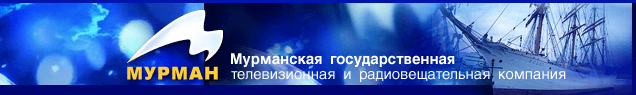 МУРМАН
Мурманская государственная
телевизионная и радиовещательная компания